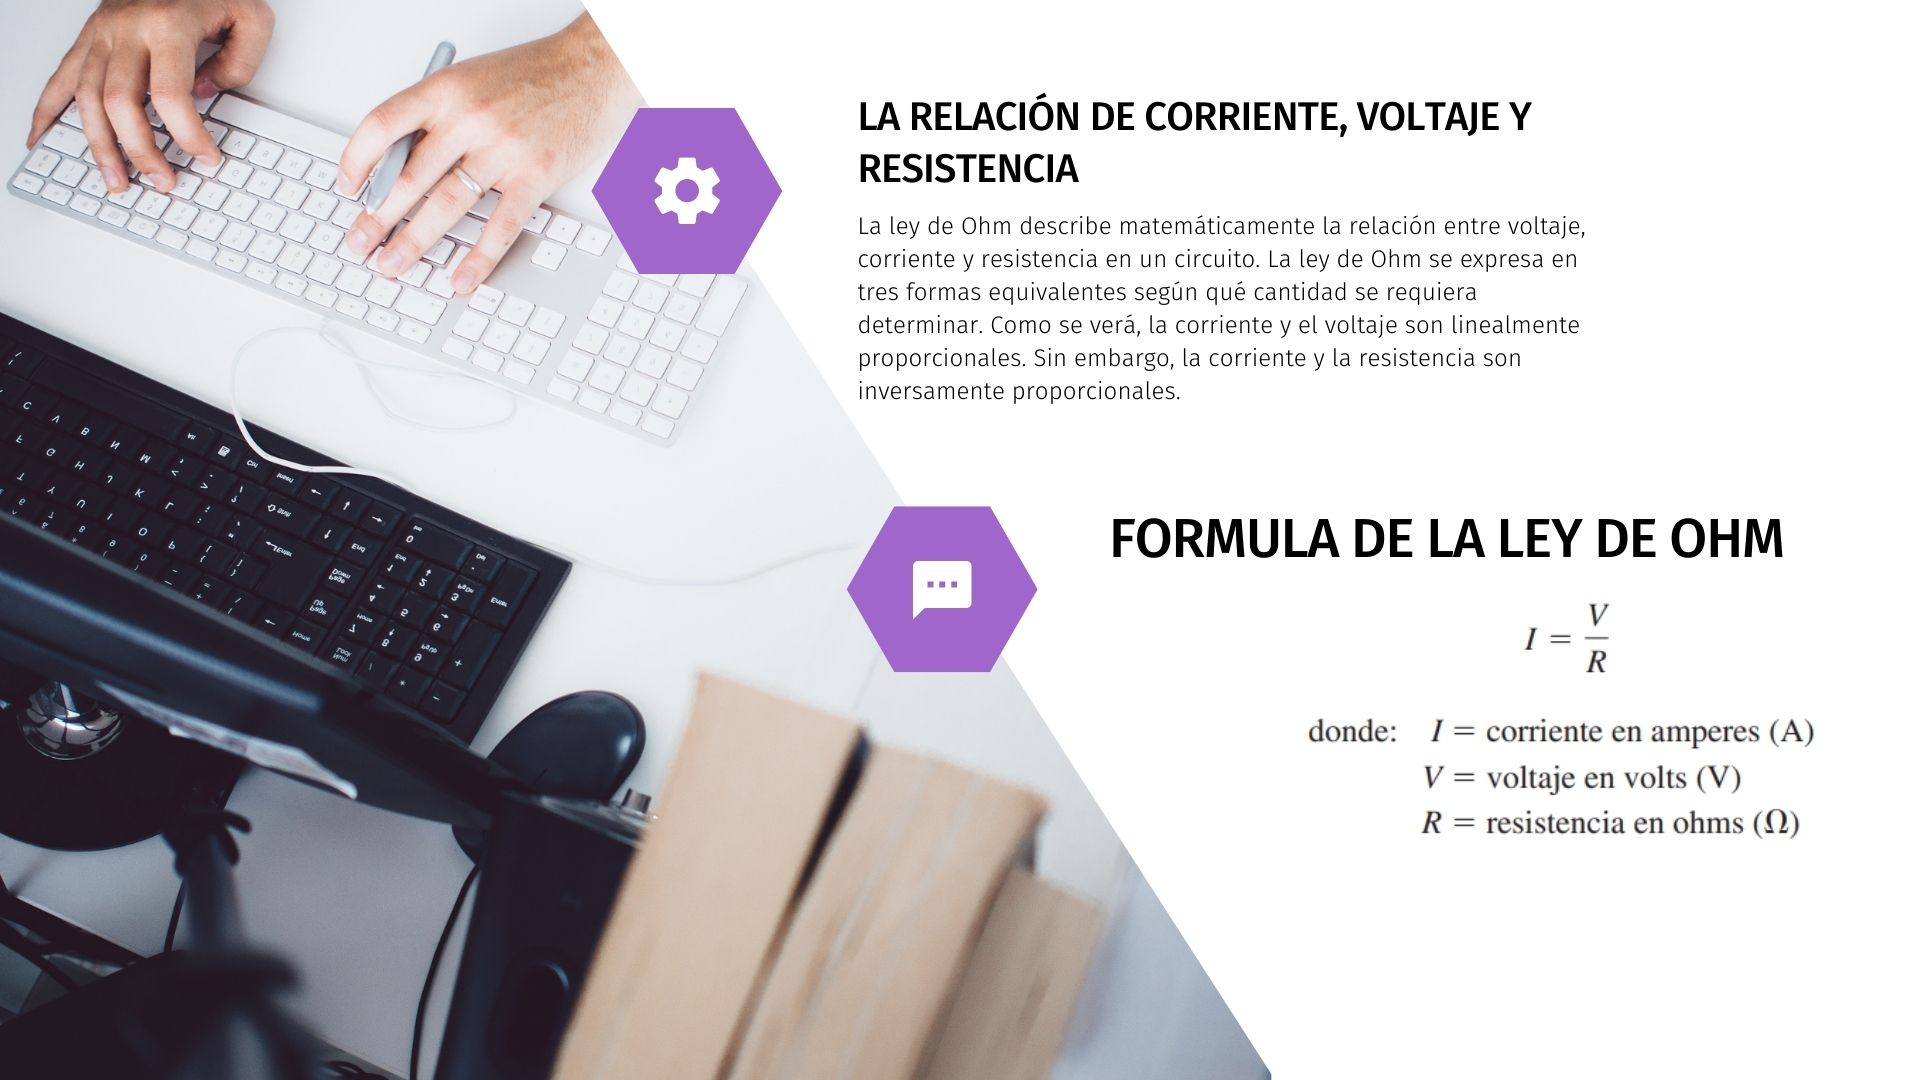 LA RELACIÓN DE CORRIENTE, VOLTAJE Y
RESISTENCIA
La ley de Ohm describe matemáticamente la relación entre voltaje,
corriente y resistencia en un circuito. La ley de Ohm se expresa en
tres formas equivalentes según qué cantidad se requiera
determinar. Como se verá, la corriente y el voltaje son linealmente
proporcionales. Sin embargo, la corriente y la resistencia son
inversamente proporcionales.
FORMULA DE LA LEY DE OHM
I = V/R
donde: I = corriente en amperes (A)
V = voltaje en volts (V)
R = resistencia en ohms (Ω)